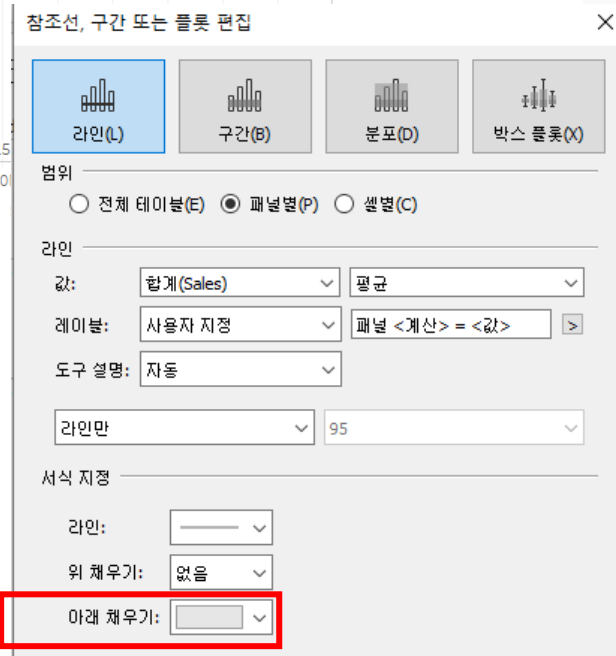 참조선, 구간 또는 플롯 편집
라인(L) 구간(B) 분포(D) 박스 플롯(X)
범위
전체 테이블(E) 패널별(P) 셀별(C)
라인
값: 합계(Sales) 평균
레이블: 사용자 지정 패널 <계산> = <값> >
도구 설명: 자동
라인만 95
서식 지정
라인:
위 채우기: 없음
아래 채우기: